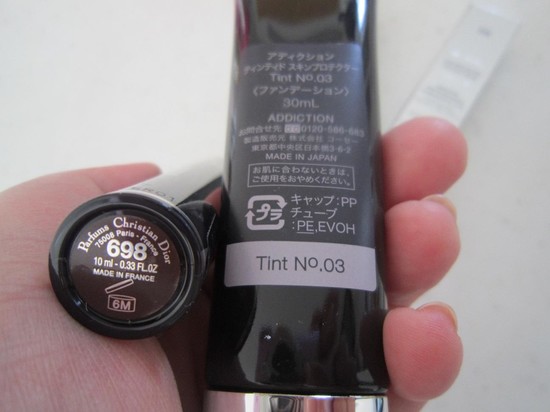 アディクション
ティンティド スキンプロテクター
Tint No.03
〈ファンデーション〉
30mL
ADDICTION
お問合せ先 0120-586-683
製造販売元 株式会社 コーセー
東京都中央区日本橋3-6-2
MADE IN JAPAN
お肌に合わないときは、
ご使用をおやめください。
プラ
キャップ:PP
チューブ
:PE,EVOH
Tint No.03
Parfums Christian Dior
75008 Paris - France
698
10 ml - 0.33 FL.OZ
MADE IN FRANCE
6M